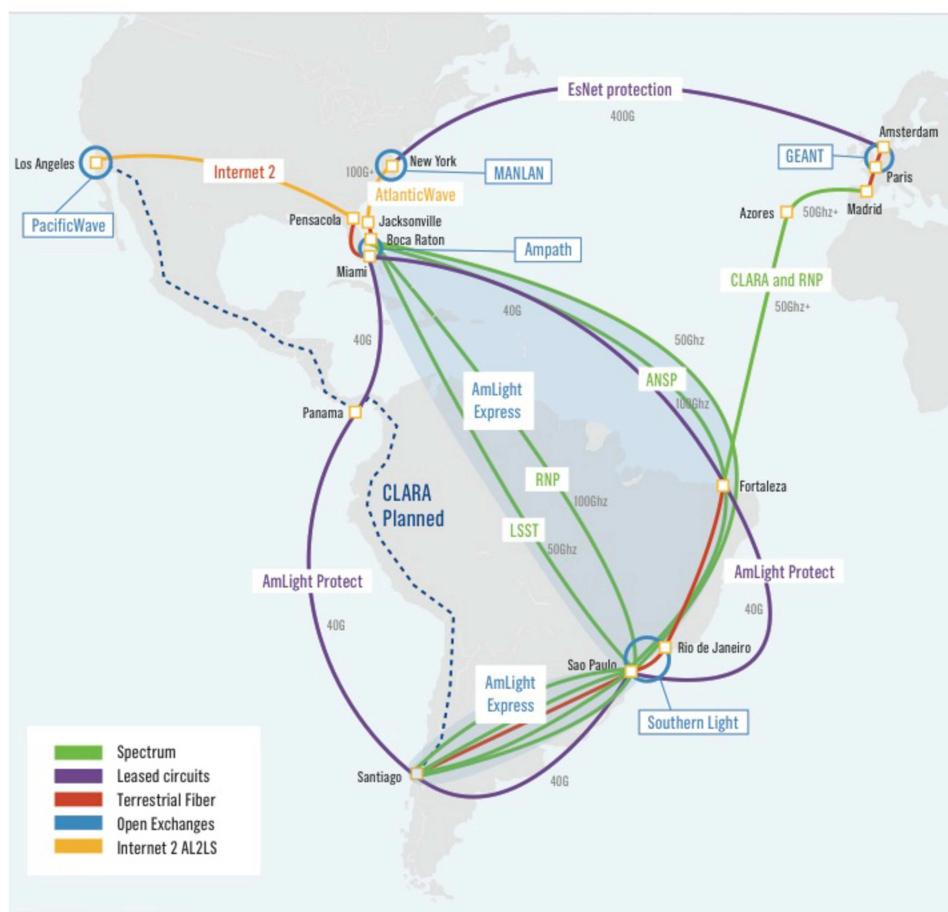 EsNet protection
400G
Amsterdam
Los Angeles
New York
GEANT
Internet 2
100G+
MANLAN
Paris
AtlanticWave
PacificWave
Pensacola
Jacksonville
Azores
50Ghz+
Madrid
Boca Raton
Ampath
Miami
CLARA and RNP
50Ghz+
40G
40G
50Ghz
AmLight
Express
ANSP
100Ghz
Panama
RNP
Fortaleza
CLARA
Planned
100Ghz
LSST
50Ghz
AmLight Protect
AmLight Protect
40G
40G
Rio de Janeiro
Sao Paulo
AmLight
Express
Southern Light
Santiago
40G
Spectrum
Leased circuits
Terrestrial Fiber
Open Exchanges
Internet 2 AL2LS